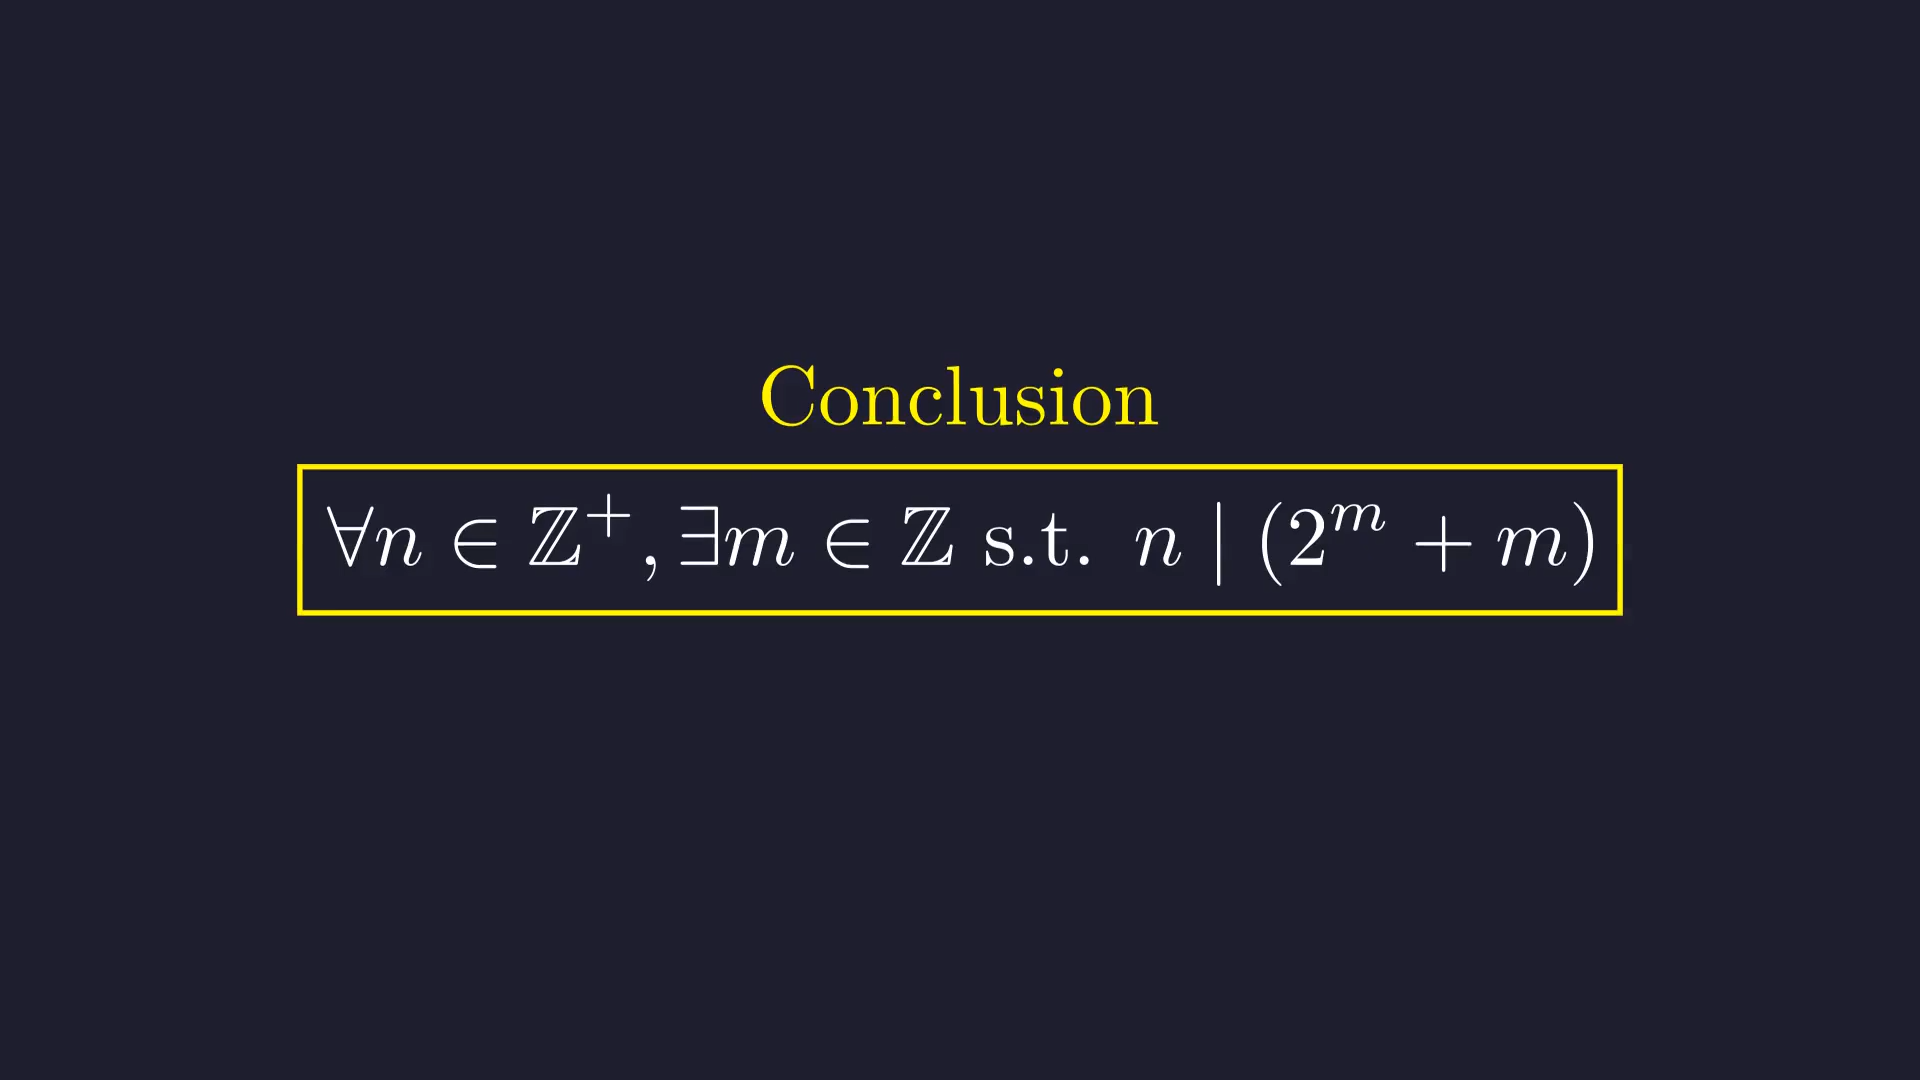 Conclusion
∀n ∈ ℤ⁺, ∃m ∈ ℤ s.t. n | (2ᵐ + m)